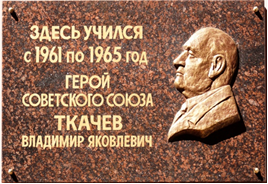 ЗДЕСЬ УЧИЛСЯ
с 1961 по 1965 год
ГЕРОЙ
СОВЕТСКОГО СОЮЗА
ТКАЧЕВ
ВЛАДИМИР ЯКОВЛЕВИЧ